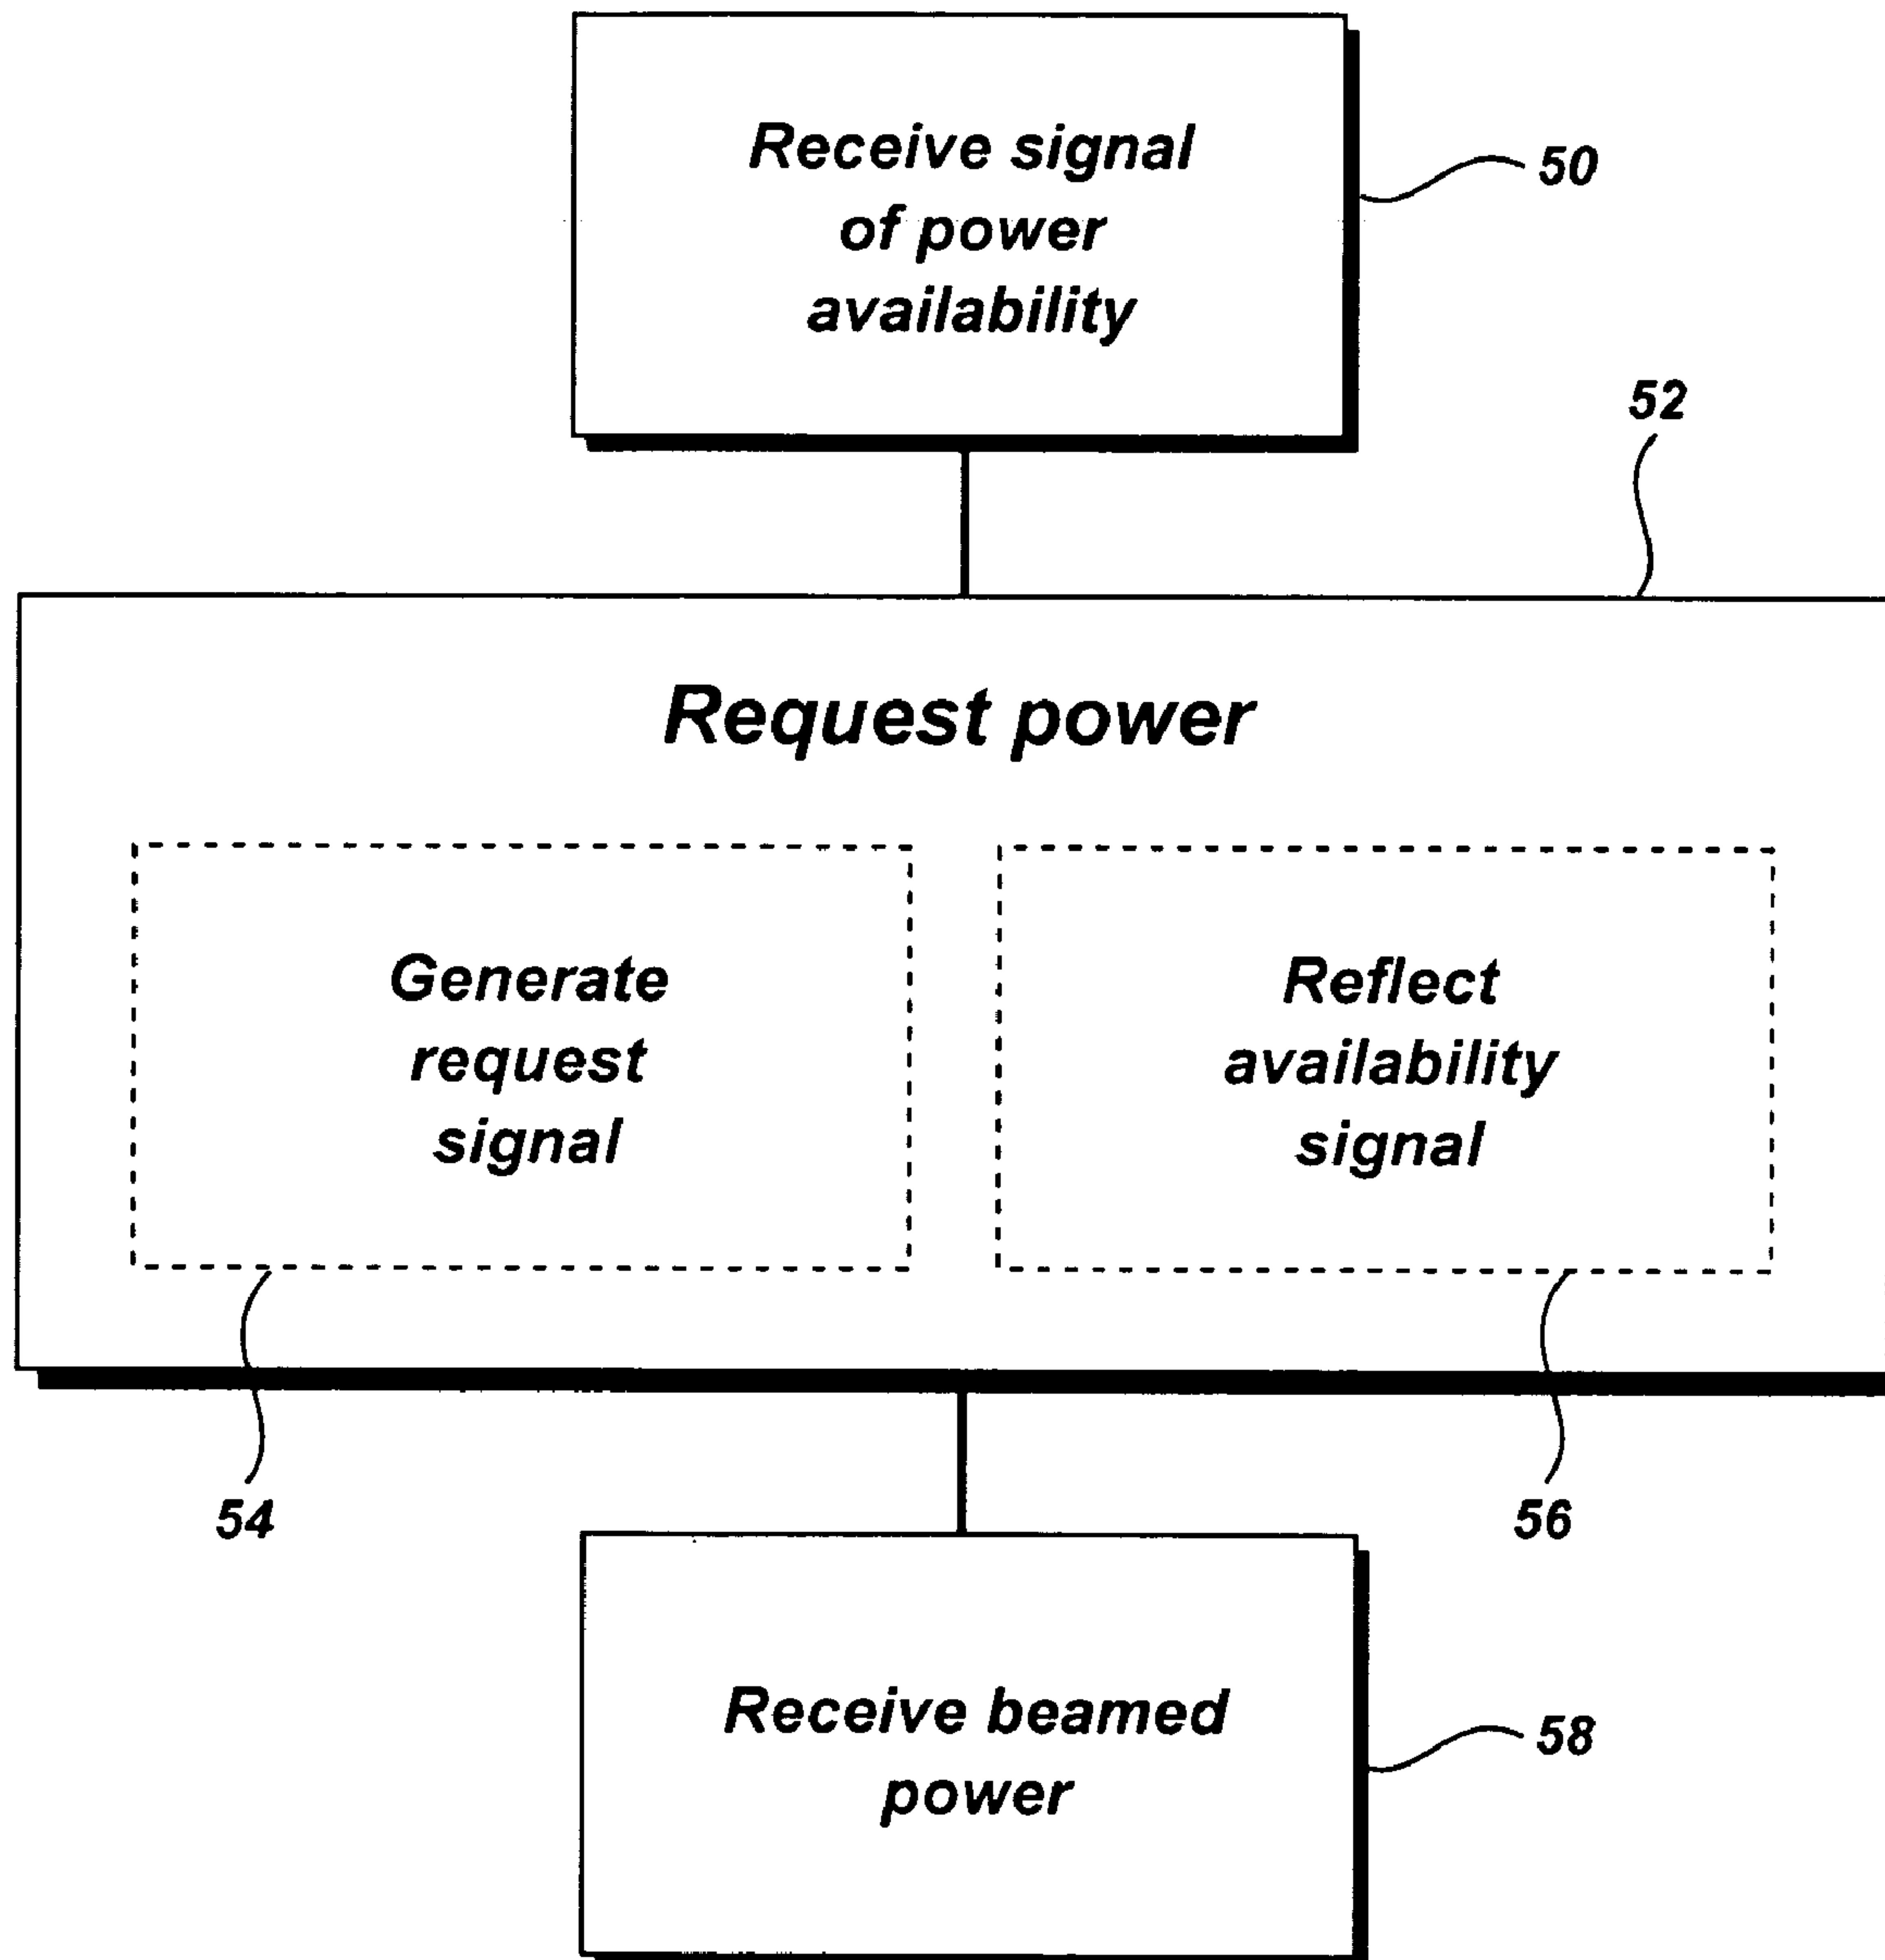 Receive signal
of power
availability
50
52
Request power
Generate
request
signal
Reflect
availability
signal
54
56
Receive beamed
power
58